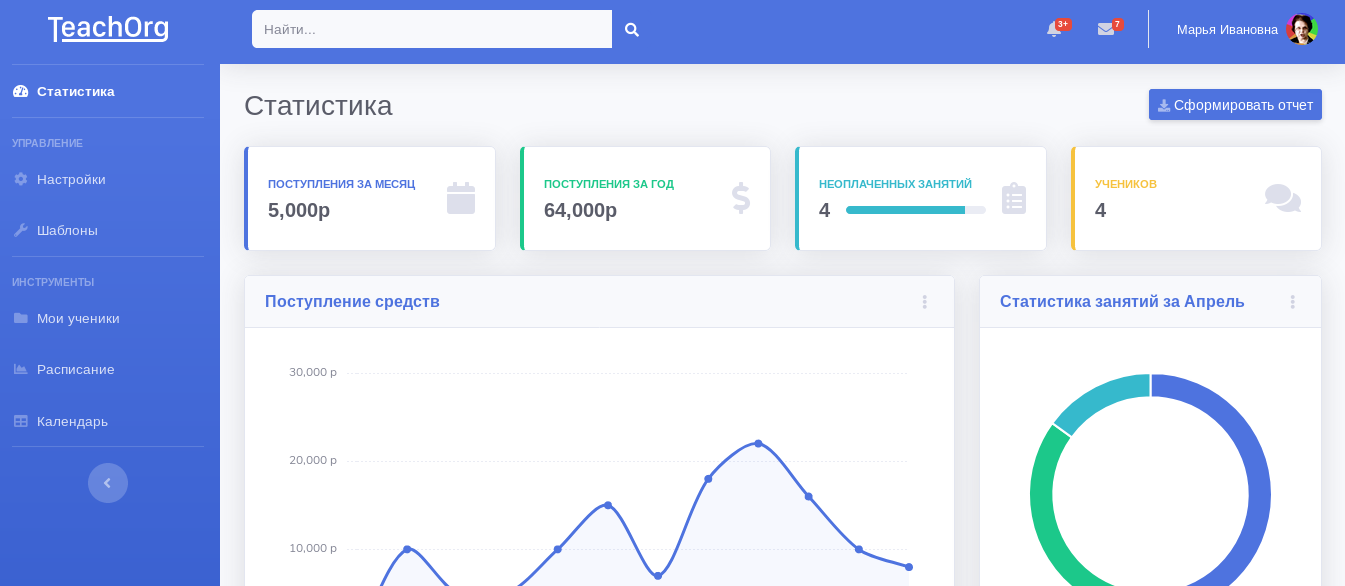 TeachOrg
Найти...
3+
7
Марья Ивановна
Статистика
УПРАВЛЕНИЕ
Настройки
Шаблоны
ИНСТРУМЕНТЫ
Мои ученики
Расписание
Календарь
Статистика
Сформировать отчет
ПОСТУПЛЕНИЯ ЗА МЕСЯЦ
5,000р
ПОСТУПЛЕНИЯ ЗА ГОД
64,000р
НЕОПЛАЧЕННЫХ ЗАНЯТИЙ
4
УЧЕНИКОВ
4
Поступление средств
30,000 р
20,000 р
10,000 р
Статистика занятий за Апрель